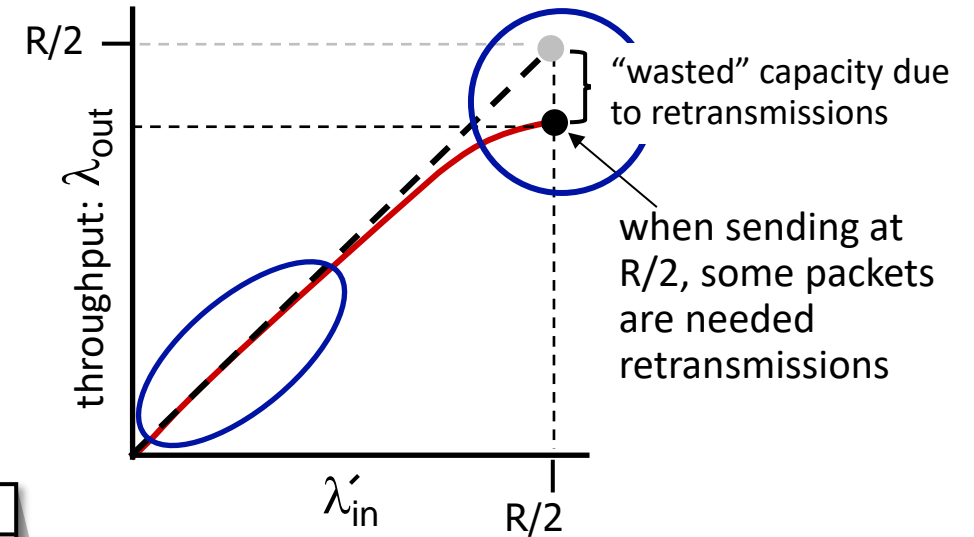 R/2
“wasted” capacity due
to retransmissions
throughput: λout
when sending at
R/2, some packets
are needed
retransmissions
λ′in
R/2